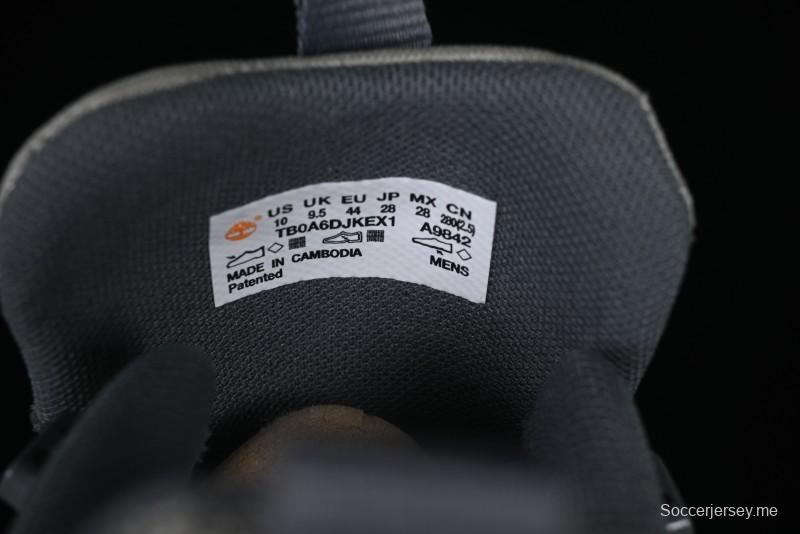 US UK EU JP MX CN
10 9.5 44 28 28 280(2.5)
TB0A6DJKEX1 A9842
MADE IN CAMBODIA MENS
Patented
Soccerjersey.me